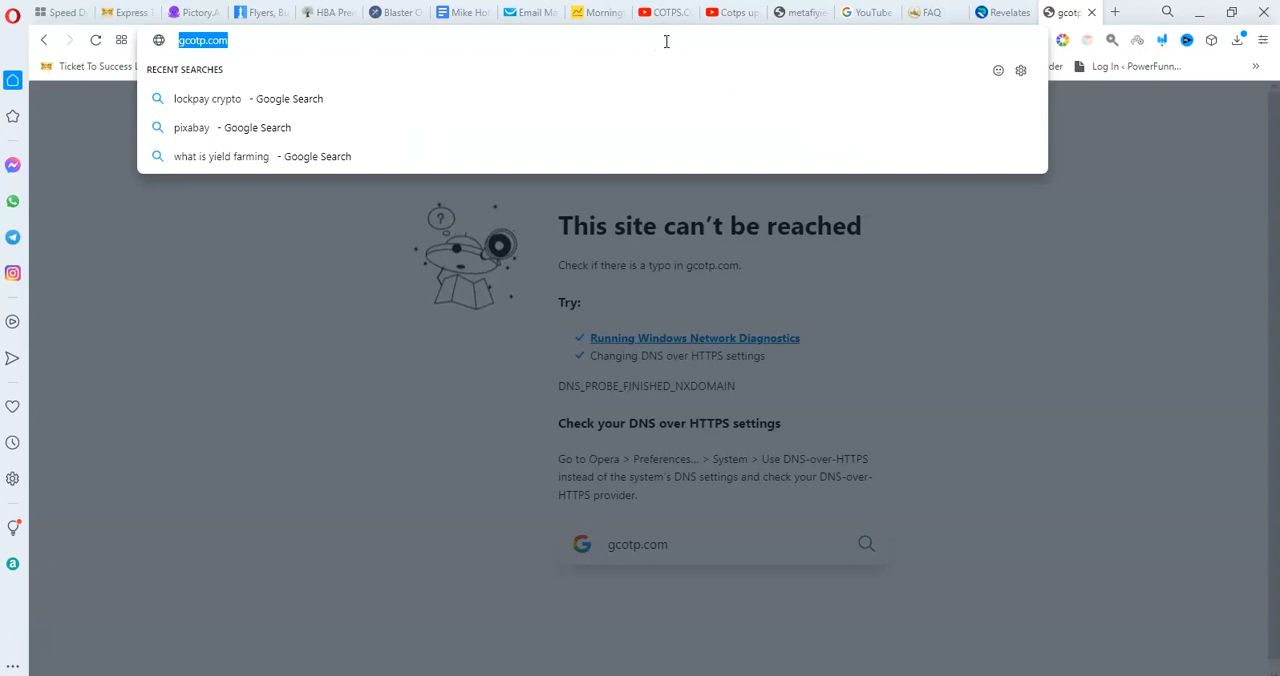 Speed D
Express T
Pictory.A
Flyers, Bu
HBA Pren
Blaster O
Mike Hol
Email Ma
Morning
COTPS.C
Cotps up
metafiyie
YouTube
FAQ
Revelates
gcotp
gcotp.com
Ticket To Success L
RECENT SEARCHES
der
Log In ‹ PowerFunn...
»
lockpay crypto - Google Search
pixabay - Google Search
what is yield farming - Google Search
?
This site can’t be reached
Check if there is a typo in gcotp.com.
Try:
Running Windows Network Diagnostics
Changing DNS over HTTPS settings
DNS_PROBE_FINISHED_NXDOMAIN
Check your DNS over HTTPS settings
Go to Opera > Preferences... > System > Use DNS-over-HTTPS
instead of the system's DNS settings and check your DNS-over-
HTTPS provider.
gcotp.com
a